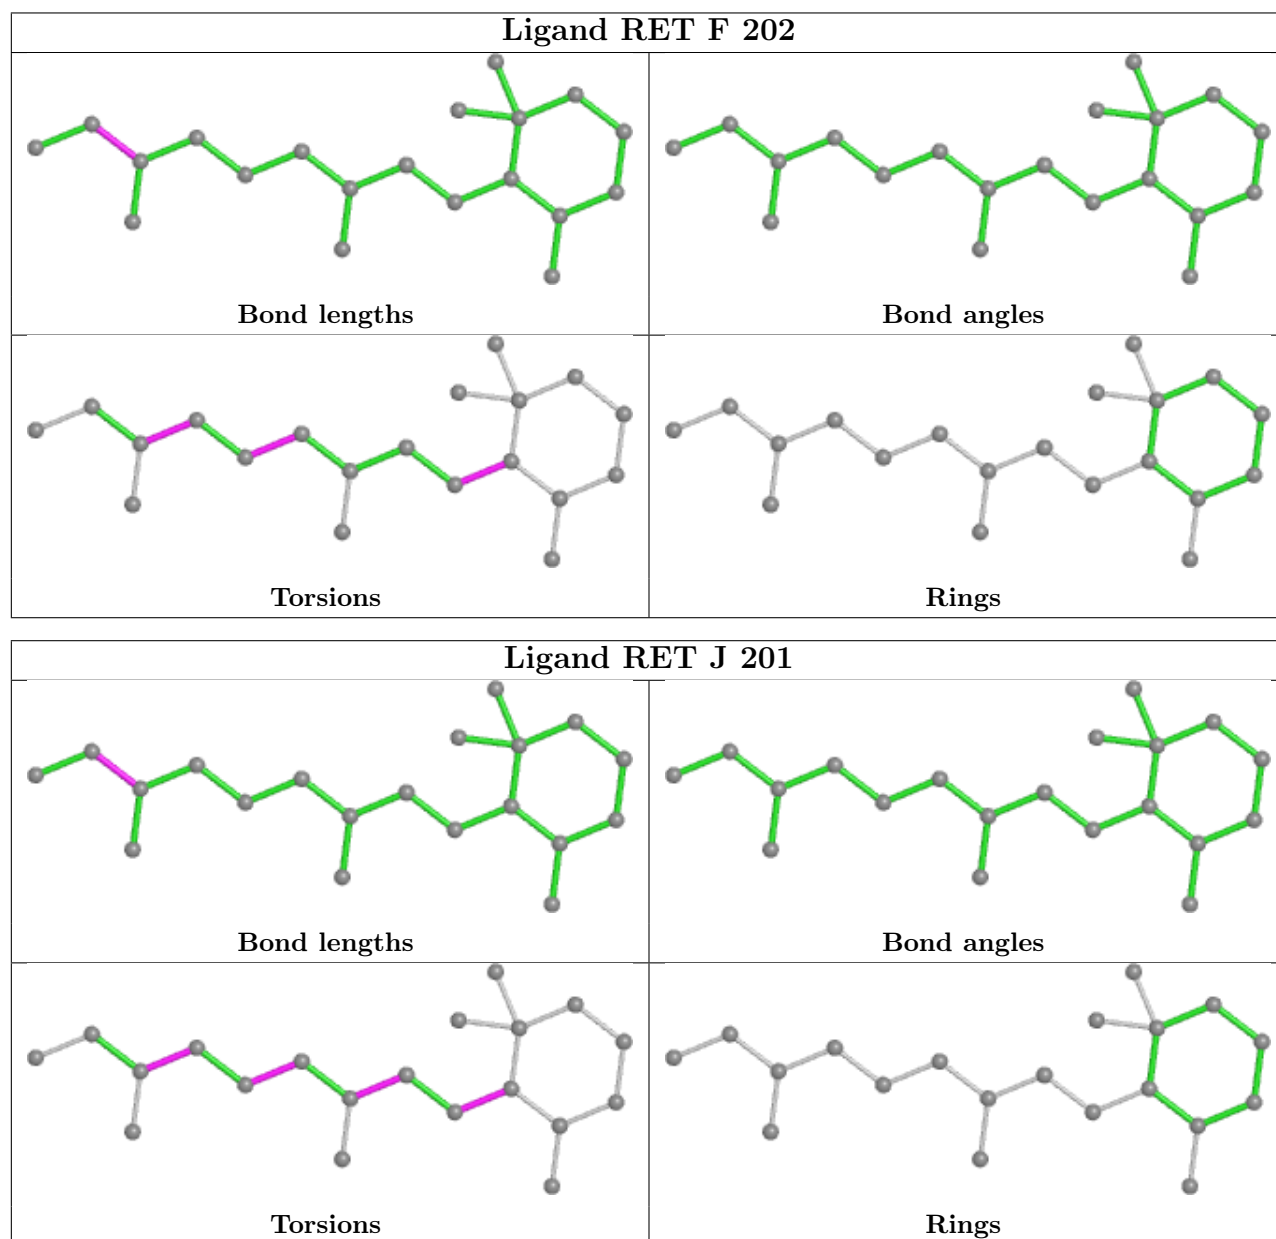 Ligand RET F 202
Bond lengths
Bond angles
Torsions
Rings
Ligand RET J 201
Bond lengths
Bond angles
Torsions
Rings